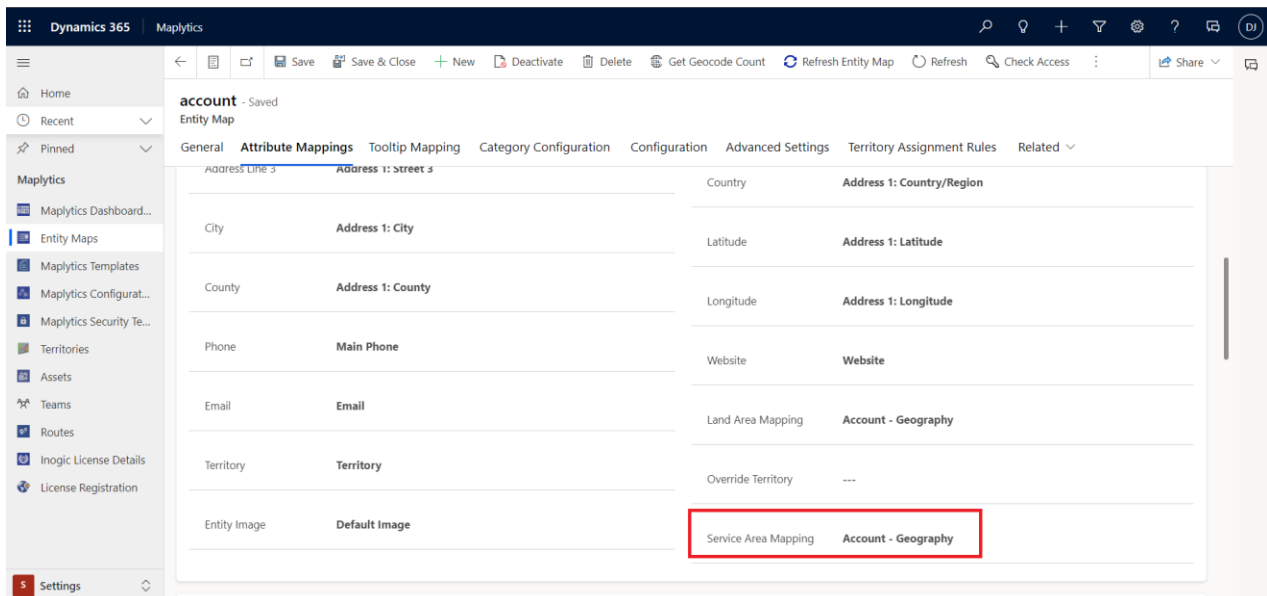 Dynamics 365 Maplytics DJ
Save Save & Close New Deactivate Delete Get Geocode Count Refresh Entity Map Refresh Check Access Share
Home
Recent
Pinned
Maplytics
Maplytics Dashboard...
Entity Maps
Maplytics Templates
Maplytics Configurat...
Maplytics Security Te...
Territories
Assets
Teams
Routes
Inogic License Details
License Registration
S Settings
account - Saved
Entity Map
General Attribute Mappings Tooltip Mapping Category Configuration Configuration Advanced Settings Territory Assignment Rules Related
Address Line 3 Address 1: Street 3
City Address 1: City
County Address 1: County
Phone Main Phone
Email Email
Territory Territory
Entity Image Default Image
Country Address 1: Country/Region
Latitude Address 1: Latitude
Longitude Address 1: Longitude
Website Website
Land Area Mapping Account - Geography
Override Territory ---
Service Area Mapping Account - Geography